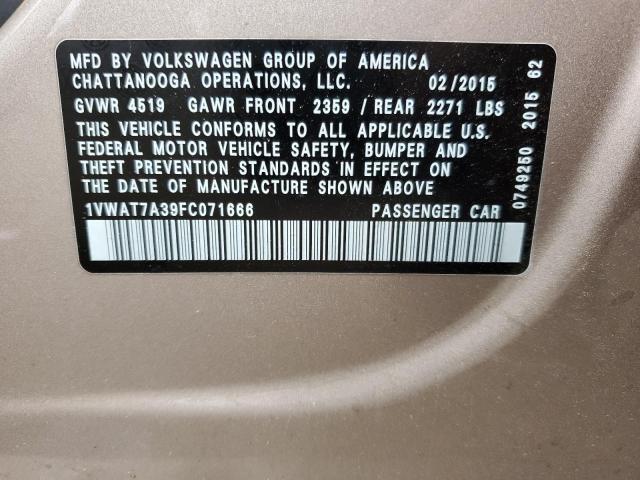 MFD BY VOLKSWAGEN GROUP OF AMERICA
CHATTANOOGA OPERATIONS, LLC. 02/2015
GVWR 4519 GAWR FRONT 2359 / REAR 2271 LBS
THIS VEHICLE CONFORMS TO ALL APPLICABLE U.S.
FEDERAL MOTOR VEHICLE SAFETY, BUMPER AND
THEFT PREVENTION STANDARDS IN EFFECT ON
THE DATE OF MANUFACTURE SHOWN ABOVE
1VWAT7A39FC071666 PASSENGER CAR
0749250 2015 62